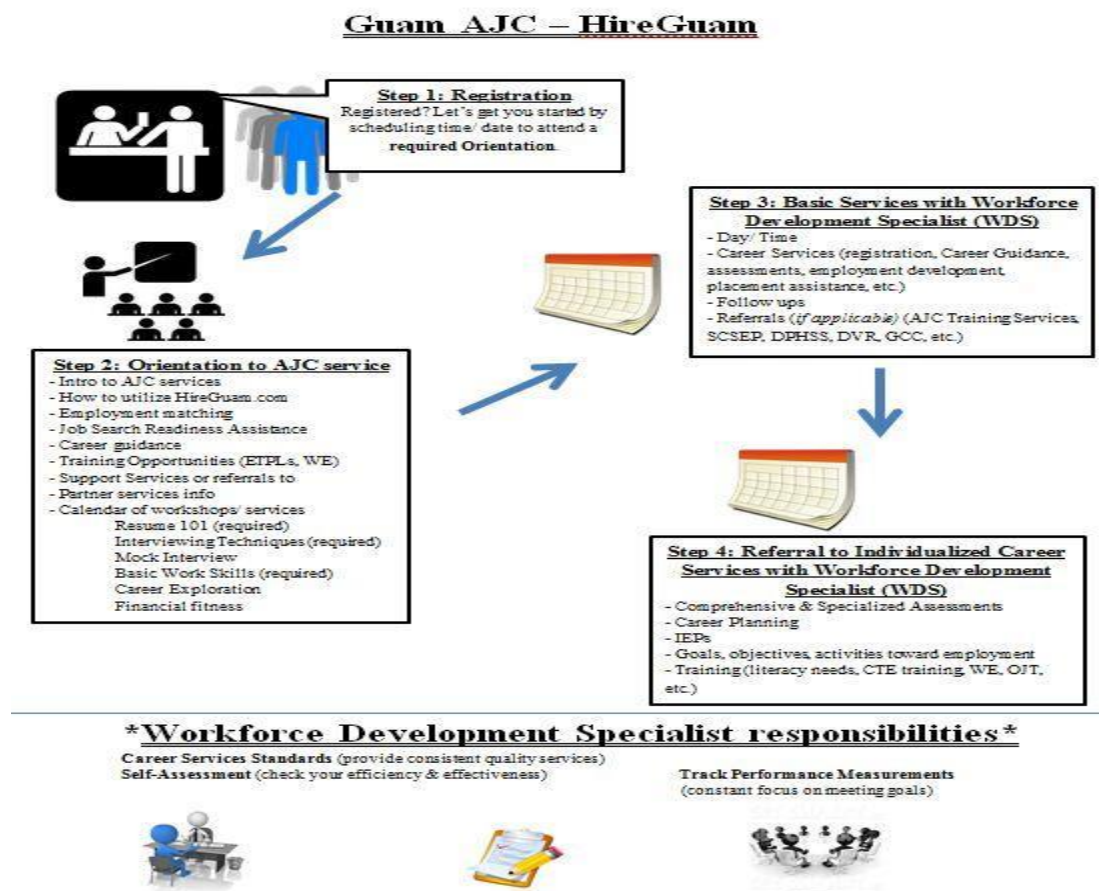 Guam AJC – HireGuam
Step 1: Registration
Registered? Let's get you started by
scheduling time/ date to attend a
required Orientation.
Step 2: Orientation to AJC service
- Intro to AJC services
- How to utilize HireGuam.com
- Employment matching
- Job Search Readiness Assistance
- Career guidance
- Training Opportunities (ETPLs, WE)
- Support Services or referrals to
- Partner services info
- Calendar of workshops/ services
Resume 101 (required)
Interviewing Techniques (required)
Mock Interview
Basic Work Skills (required)
Career Exploration
Financial fitness
Step 3: Basic Services with Workforce
Development Specialist (WDS)
- Day/ Time
- Career Services (registration, Career Guidance,
assessments, employment development,
placement assistance, etc.)
- Follow ups
- Referrals (if applicable) (AJC Training Services,
SCSEP, DPHSS, DVR, GCC, etc.)
Step 4: Referral to Individualized Career
Services with Workforce Development
Specialist (WDS)
- Comprehensive & Specialized Assessments
- Career Planning
- IEPs
- Goals, objectives, activities toward employment
- Training (literacy needs, CTE training, WE, OJT,
etc.)
*Workforce Development Specialist responsibilities*
Career Services Standards (provide consistent quality services)
Self-Assessment (check your efficiency & effectiveness)
Track Performance Measurements
(constant focus on meeting goals)